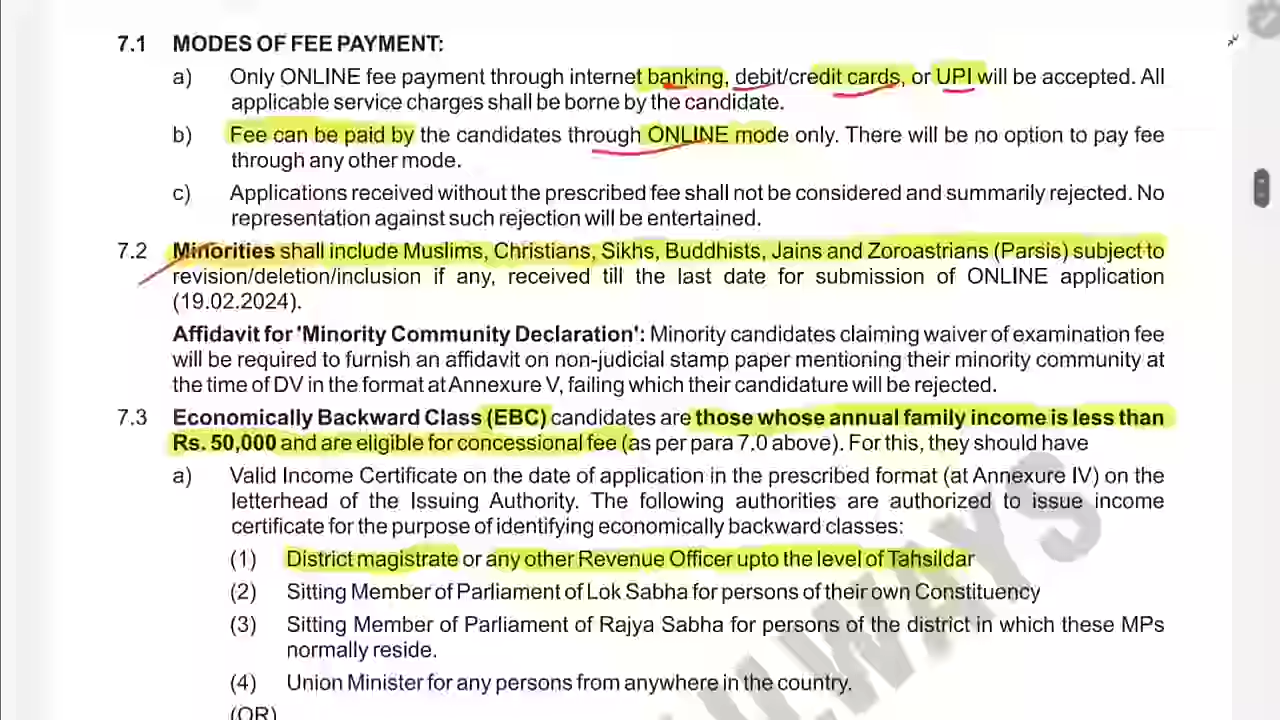 7.1 MODES OF FEE PAYMENT:
a) Only ONLINE fee payment through internet banking, debit/credit cards, or UPI will be accepted. All
applicable service charges shall be borne by the candidate.
b) Fee can be paid by the candidates through ONLINE mode only. There will be no option to pay fee
through any other mode.
c) Applications received without the prescribed fee shall not be considered and summarily rejected. No
representation against such rejection will be entertained.
7.2 Minorities shall include Muslims, Christians, Sikhs, Buddhists, Jains and Zoroastrians (Parsis) subject to
revision/deletion/inclusion if any, received till the last date for submission of ONLINE application
(19.02.2024).
Affidavit for 'Minority Community Declaration': Minority candidates claiming waiver of examination fee
will be required to furnish an affidavit on non-judicial stamp paper mentioning their minority community at
the time of DV in the format at Annexure V, failing which their candidature will be rejected.
7.3 Economically Backward Class (EBC) candidates are those whose annual family income is less than
Rs. 50,000 and are eligible for concessional fee (as per para 7.0 above). For this, they should have
a) Valid Income Certificate on the date of application in the prescribed format (at Annexure IV) on the
letterhead of the Issuing Authority. The following authorities are authorized to issue income
certificate for the purpose of identifying economically backward classes:
(1) District magistrate or any other Revenue Officer upto the level of Tahsildar
(2) Sitting Member of Parliament of Lok Sabha for persons of their own Constituency
(3) Sitting Member of Parliament of Rajya Sabha for persons of the district in which these MPs
normally reside.
(4) Union Minister for any persons from anywhere in the country.
(OR)